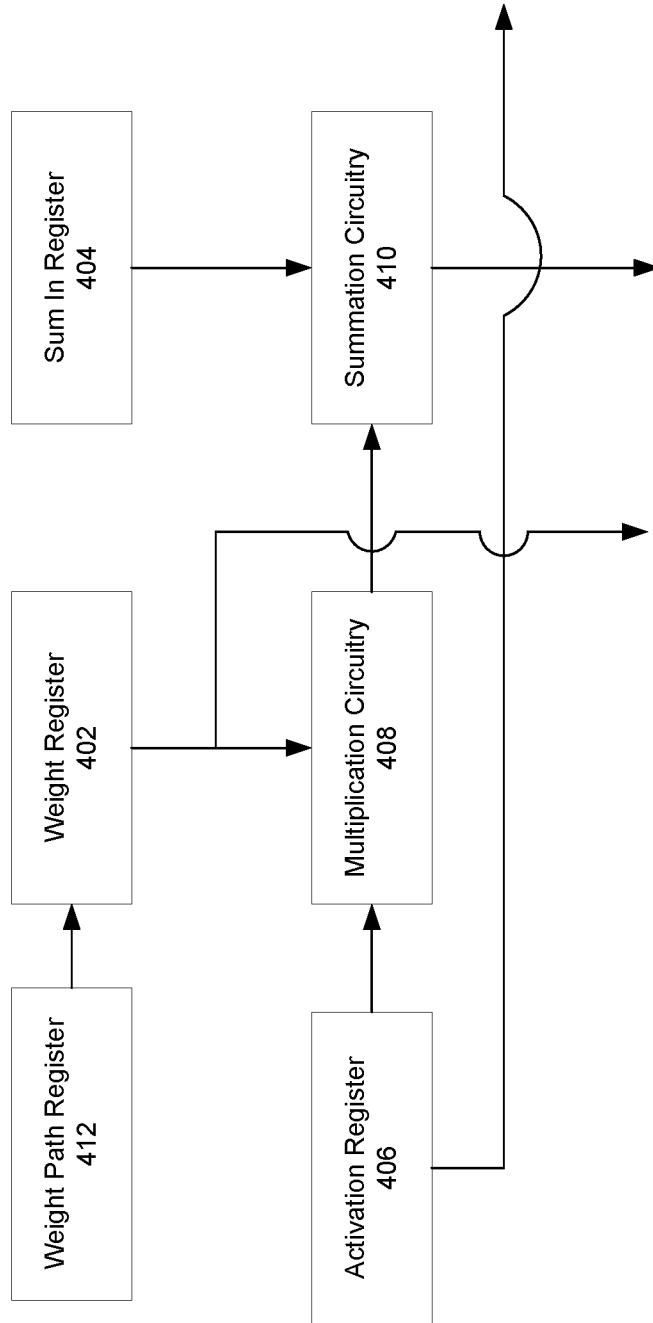 Weight Path Register
412
Weight Register
402
Sum In Register
404
Activation Register
406
Multiplication Circuitry
408
Summation Circuitry
410